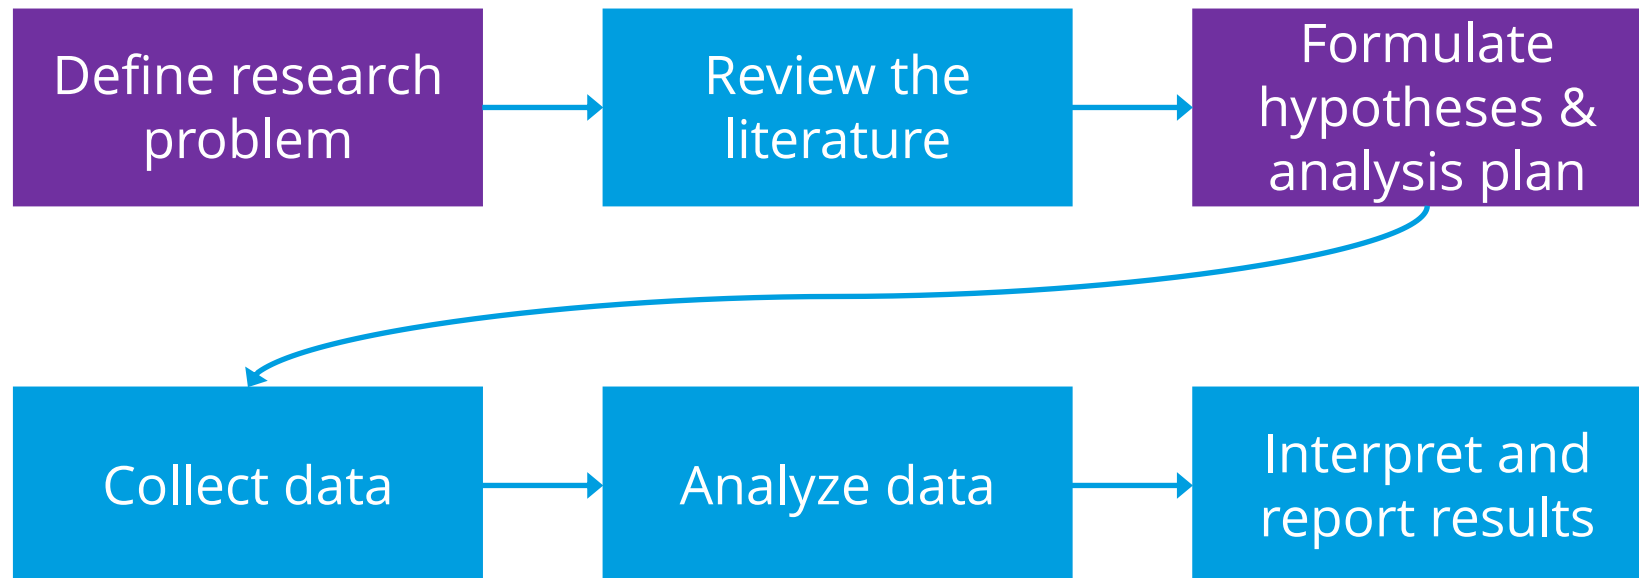 Define research
problem
Review the
literature
Formulate
hypotheses &
analysis plan
Collect data
Analyze data
Interpret and
report results